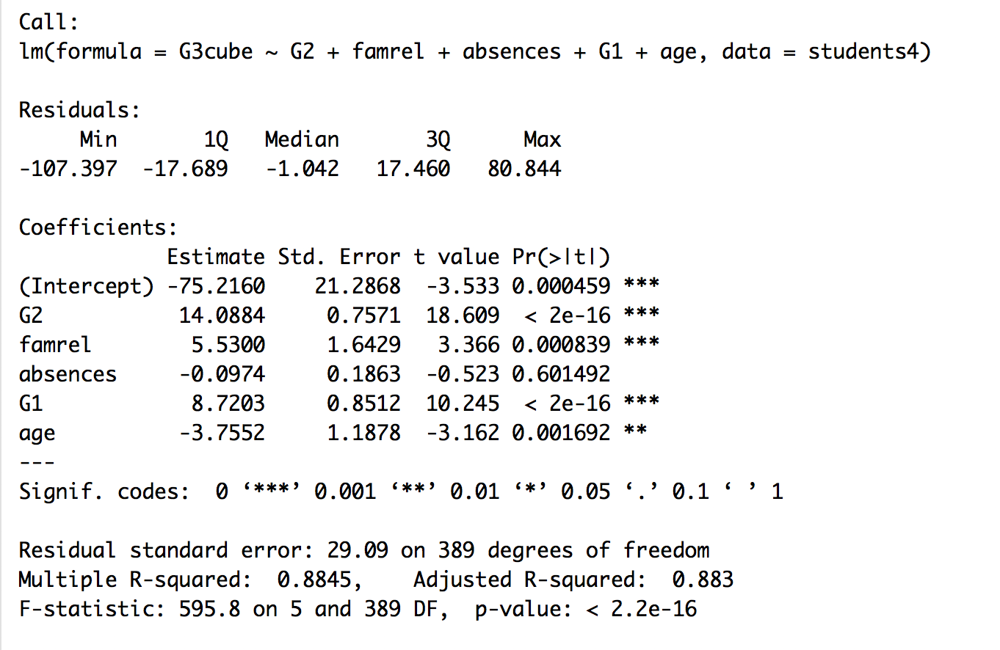 Call:
lm(formula = G3cube ~ G2 + famrel + absences + G1 + age, data = students4)
Residuals:
     Min       1Q   Median       3Q      Max
-107.397  -17.689   -1.042   17.460   80.844
Coefficients:
            Estimate Std. Error t value Pr(>|t|)
(Intercept) -75.2160    21.2868  -3.533 0.000459 ***
G2           14.0884     0.7571  18.609  < 2e-16 ***
famrel        5.5300     1.6429   3.366 0.000839 ***
absences     -0.0974     0.1863  -0.523 0.601492
G1            8.7203     0.8512  10.245  < 2e-16 ***
age          -3.7552     1.1878  -3.162 0.001692 **
---
Signif. codes:  0 ‘***’ 0.001 ‘**’ 0.01 ‘*’ 0.05 ‘.’ 0.1 ‘ ’ 1
Residual standard error: 29.09 on 389 degrees of freedom
Multiple R-squared:  0.8845,    Adjusted R-squared:  0.883
F-statistic: 595.8 on 5 and 389 DF,  p-value: < 2.2e-16